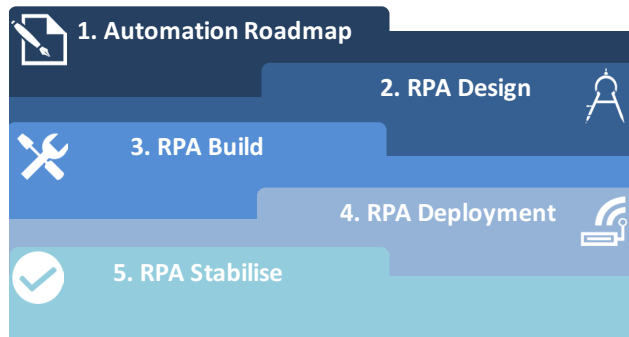 1. Automation Roadmap
2. RPA Design
3. RPA Build
4. RPA Deployment
5. RPA Stabilise